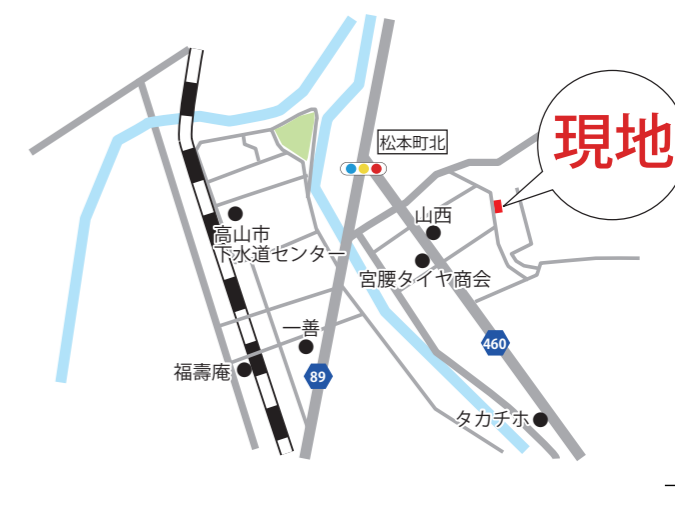 松本町北
現地
山西
高山市
下水道センター
宮腰タイヤ商会
一善
460
福壽庵
89
タカチホ